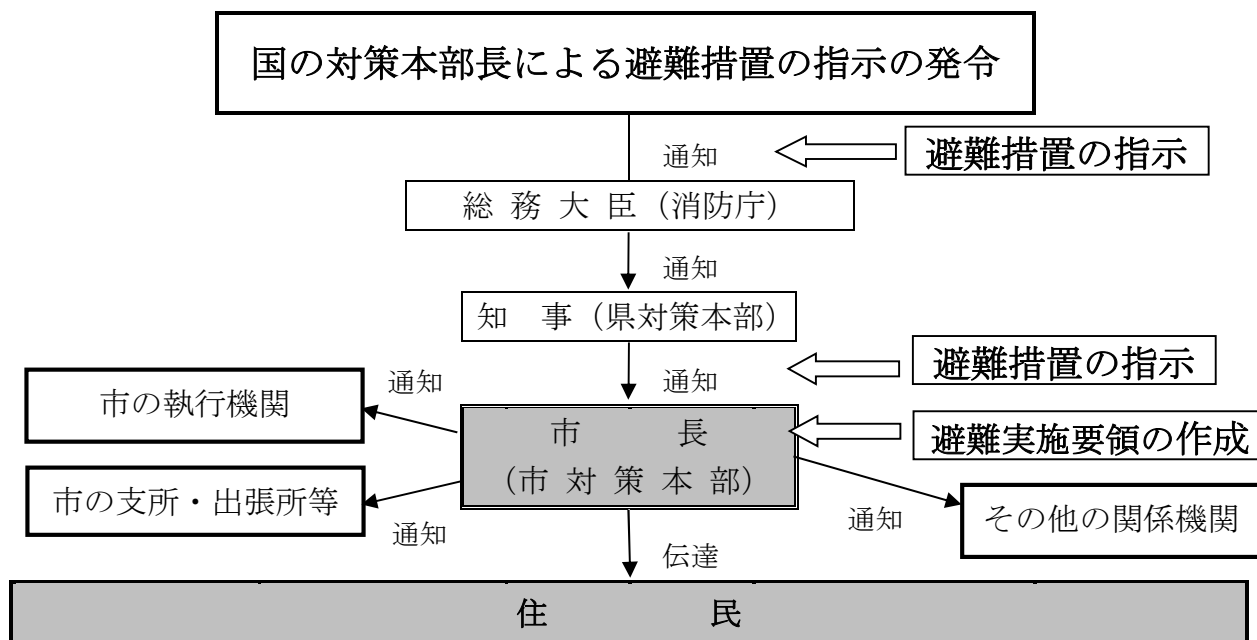 国の対策本部長による避難措置の指示の発令
通知
避難措置の指示
総 務 大 臣（消防庁）
通知
知　事（県対策本部）
通知
避難措置の指示
市の執行機関
通知
市　　　長
（市 対 策 本 部）
避難実施要領の作成
市の支所・出張所等
通知
通知
その他の関係機関
伝達
住　　　　　民